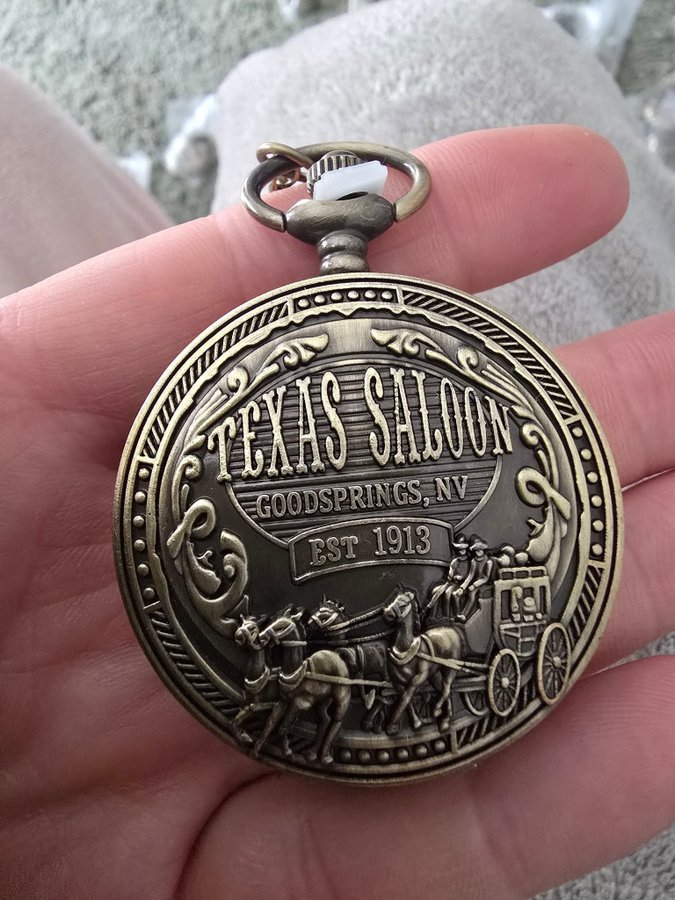 TEXAS SALOON
GOODSPRINGS, NV
EST 1913